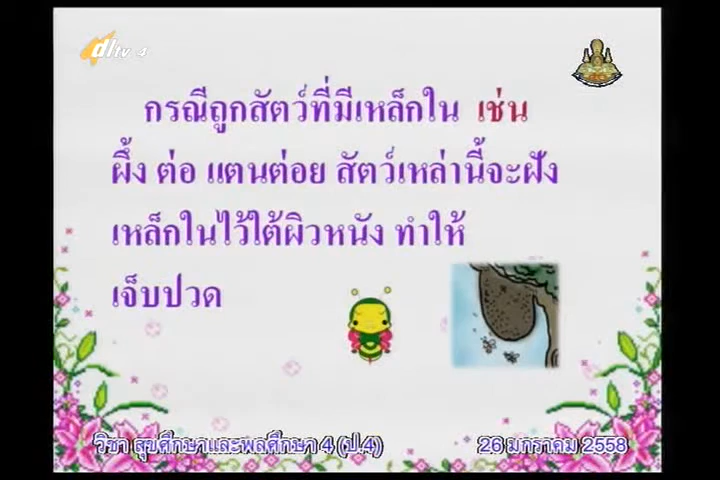 dltv 4
กรณีถูกสัตว์ที่มีเหล็กใน เช่น
ผึ้ง ต่อ แตนต่อย สัตว์เหล่านี้จะฝัง
เหล็กในไว้ใต้ผิวหนัง ทำให้
เจ็บปวด
วิชา สุขศึกษาและพลศึกษา 4 (ป.4) 26 มกราคม 2558